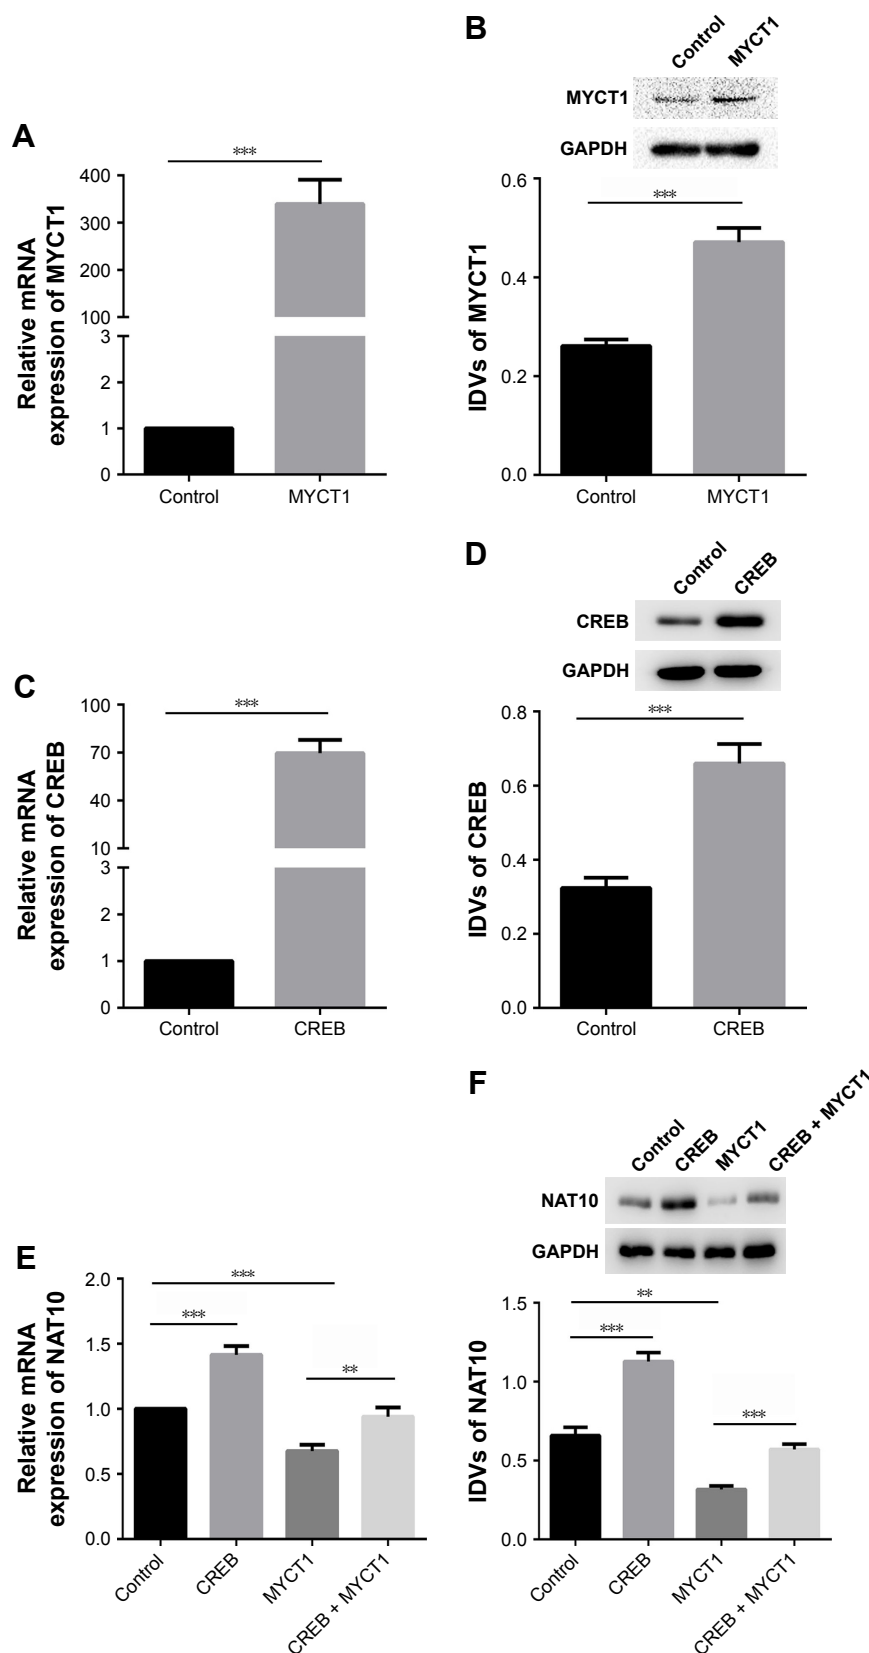 A
***
Relative mRNA
expression of MYCT1
400
300
200
100
3
2
1
0
Control
MYCT1
B
Control
MYCT1
MYCT1
GAPDH
***
IDVs of MYCT1
0.6
0.4
0.2
0.0
Control
MYCT1
C
***
Relative mRNA
expression of CREB
100
70
40
10
3
2
1
0
Control
CREB
D
Control
CREB
CREB
GAPDH
***
IDVs of CREB
0.8
0.6
0.4
0.2
0.0
Control
CREB
E
***
***
**
Relative mRNA
expression of NAT10
2.0
1.5
1.0
0.5
0.0
Control
CREB
MYCT1
CREB + MYCT1
F
Control
CREB
MYCT1
CREB + MYCT1
NAT10
GAPDH
**
***
***
IDVs of NAT10
1.5
1.0
0.5
0.0
Control
CREB
MYCT1
CREB + MYCT1